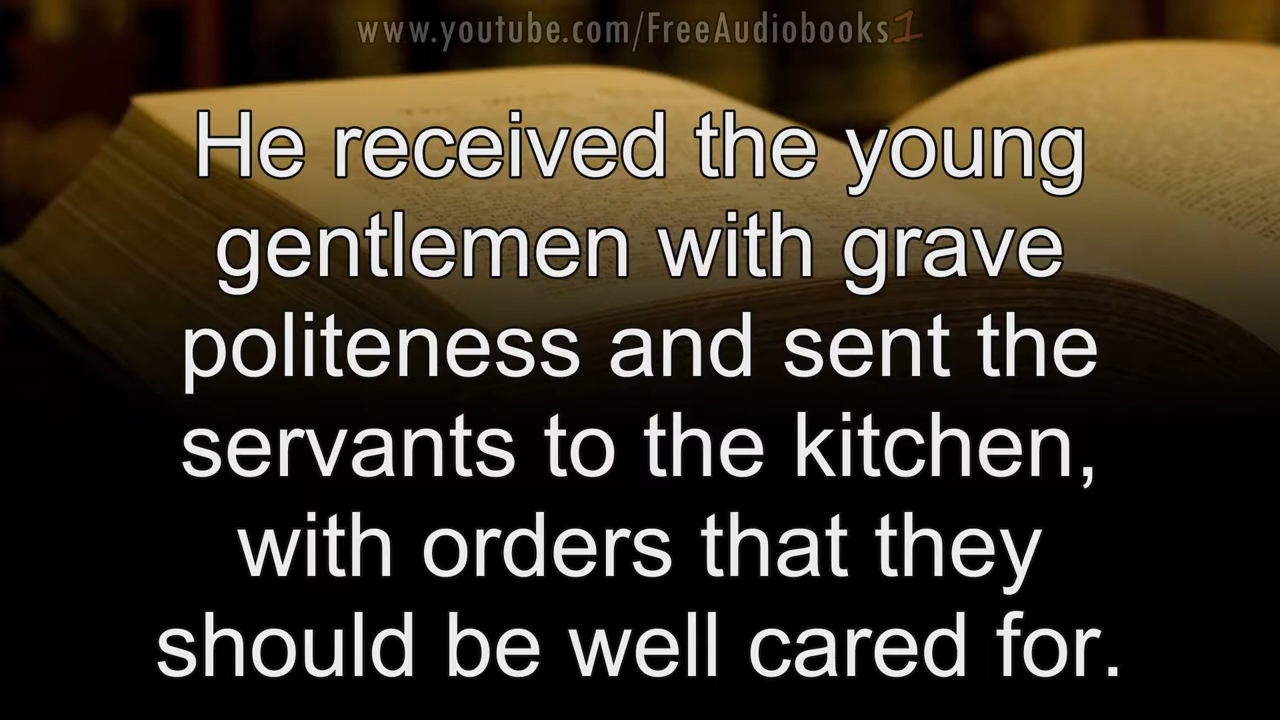 www.youtube.com/FreeAudiobooks1
He received the young
gentlemen with grave
politeness and sent the
servants to the kitchen,
with orders that they
should be well cared for.